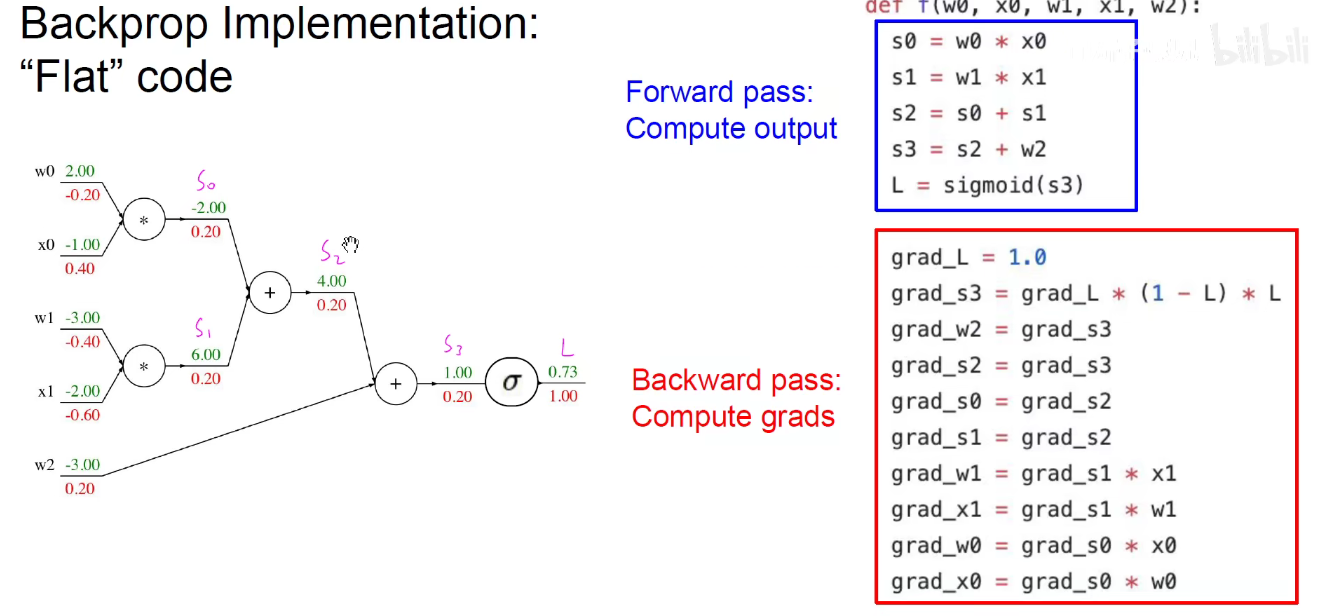 Backprop Implementation:
“Flat” code
def f(w0, x0, w1, x1, w2):
Forward pass:
Compute output
s0 = w0 * x0
s1 = w1 * x1
s2 = s0 + s1
s3 = s2 + w2
L = sigmoid(s3)
bilibili
Backward pass:
Compute grads
grad_L = 1.0
grad_s3 = grad_L * (1 - L) * L
grad_w2 = grad_s3
grad_s2 = grad_s3
grad_s0 = grad_s2
grad_s1 = grad_s2
grad_w1 = grad_s1 * x1
grad_x1 = grad_s1 * w1
grad_w0 = grad_s0 * x0
grad_x0 = grad_s0 * w0
w0 2.00
-0.20
x0 -1.00
0.40
*
S0
-2.00
0.20
w1 -3.00
-0.40
x1 -2.00
-0.60
*
S1
6.00
0.20
+
S2
4.00
0.20
w2 -3.00
0.20
+
S3
1.00
0.20
σ
L
0.73
1.00